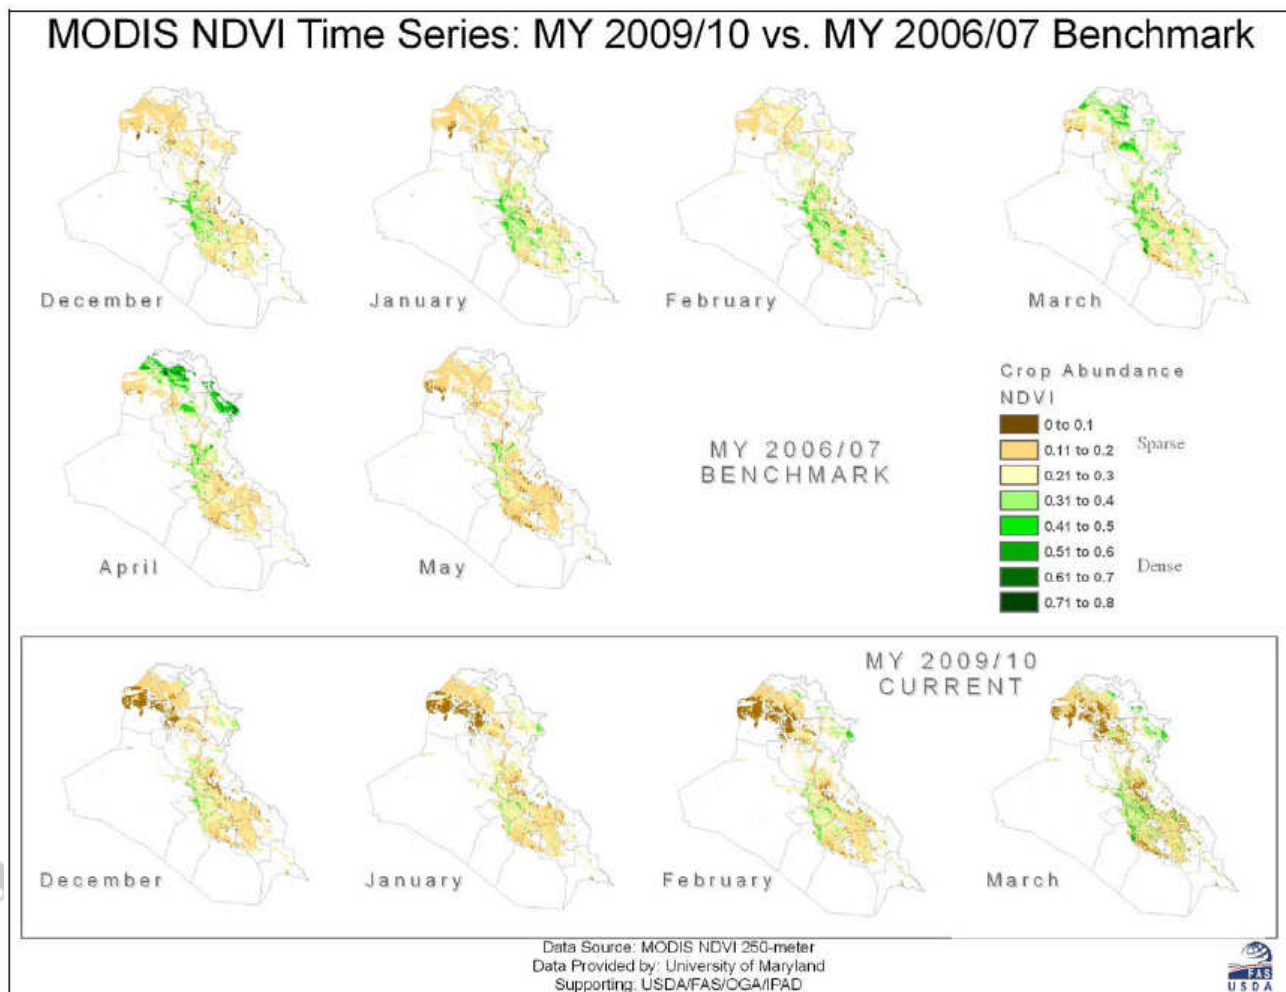 MODIS NDVI Time Series: MY 2009/10 vs. MY 2006/07 Benchmark
December
January
February
March
April
May
MY 2006/07
BENCHMARK
Crop Abundance
NDVI
0 to 0.1
Sparse
0.11 to 0.2
0.21 to 0.3
0.31 to 0.4
0.41 to 0.5
0.51 to 0.6
Dense
0.61 to 0.7
0.71 to 0.8
MY 2009/10
CURRENT
December
January
February
March
Data Source: MODIS NDVI 250-meter
Data Provided by: University of Maryland
Supporting: USDA/FAS/OGA/IPAD
FAS
USDA